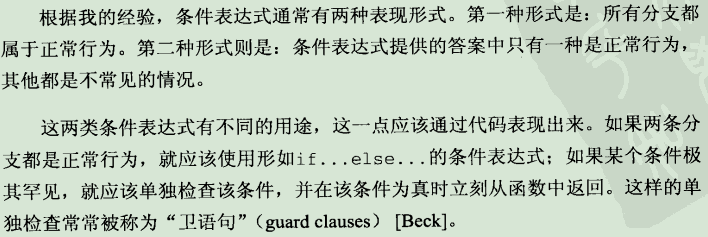 根据我的经验，条件表达式通常有两种表现形式。第一种形式是：所有分支都
属于正常行为。第二种形式则是：条件表达式提供的答案中只有一种是正常行为，
其他都是不常见的情况。
这两类条件表达式有不同的用途，这一点应该通过代码表现出来。如果两条分
支都是正常行为，就应该使用形如if...else...的条件表达式；如果某个条件极
其罕见，就应该单独检查该条件，并在该条件为真时立刻从函数中返回。这样的单
独检查常常被称为“卫语句”（guard clauses） [Beck]。